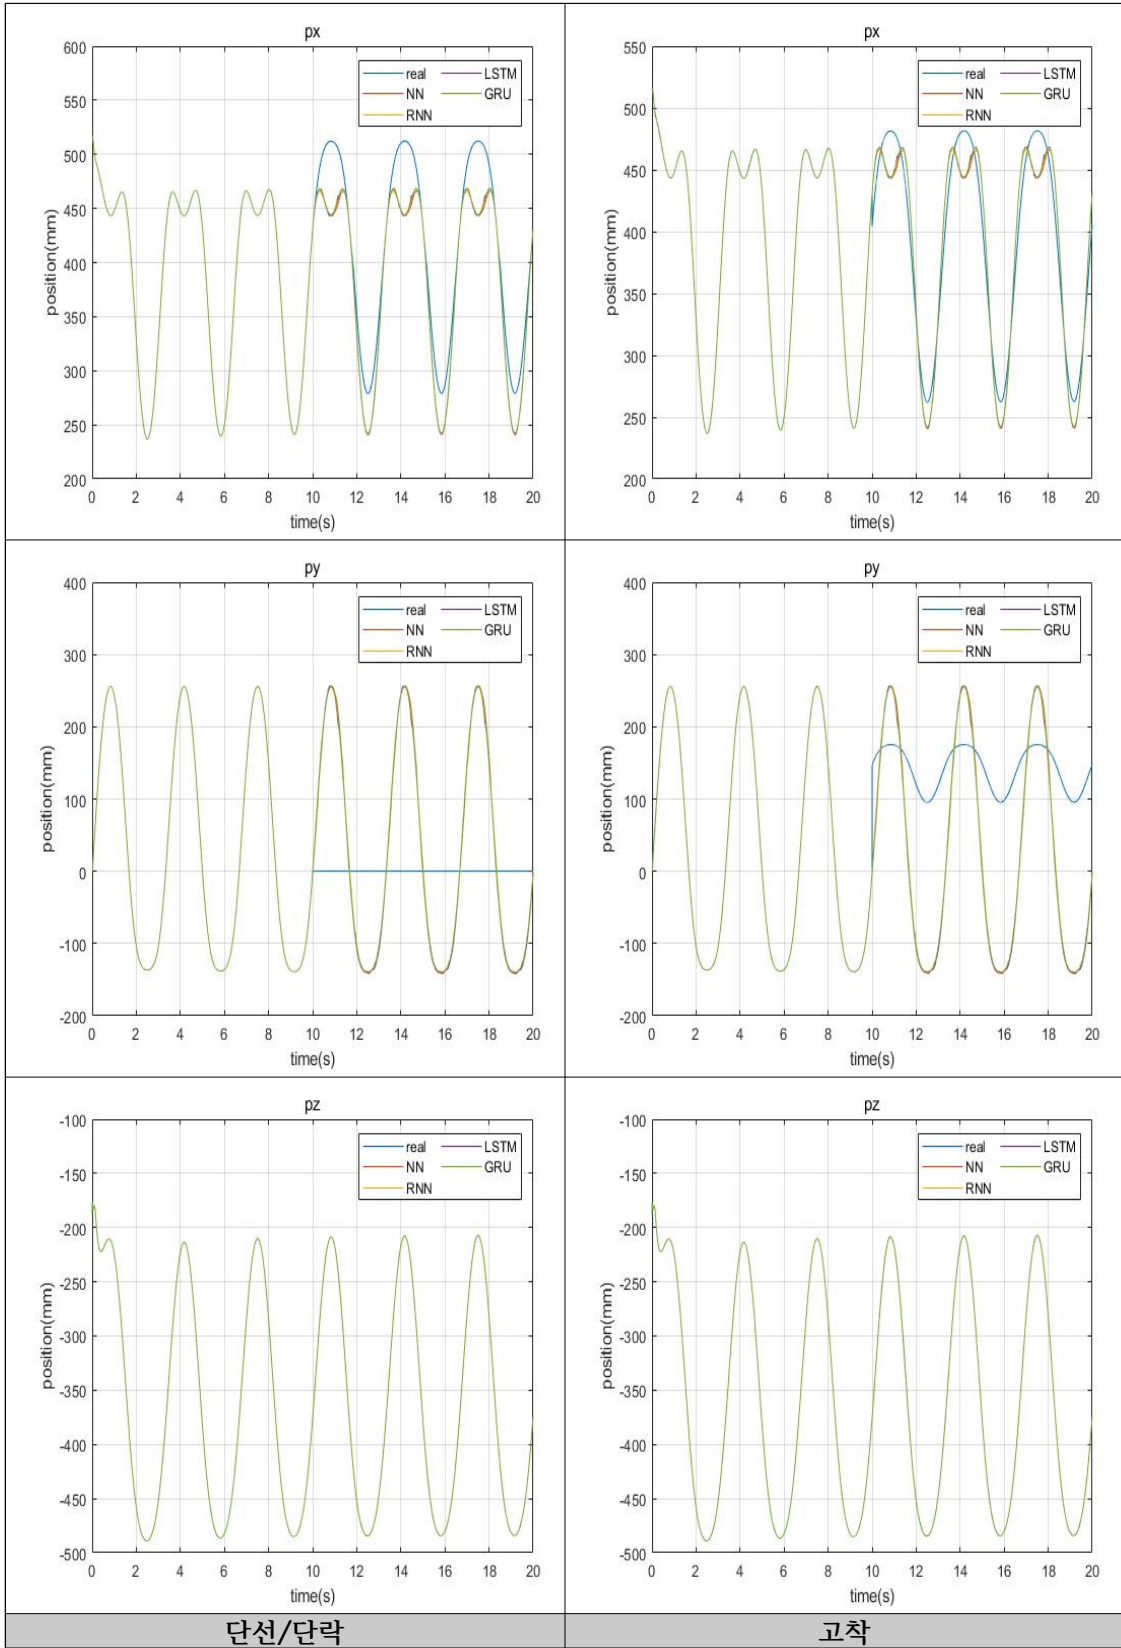 px
600
550
500
450
400
350
300
250
200
position(mm)
real
NN
RNN
LSTM
GRU
0 2 4 6 8 10 12 14 16 18 20
time(s)
px
550
500
450
400
350
300
250
200
position(mm)
real
NN
RNN
LSTM
GRU
0 2 4 6 8 10 12 14 16 18 20
time(s)
py
400
300
200
100
0
-100
-200
position(mm)
real
NN
RNN
LSTM
GRU
0 2 4 6 8 10 12 14 16 18 20
time(s)
py
400
300
200
100
0
-100
-200
position(mm)
real
NN
RNN
LSTM
GRU
0 2 4 6 8 10 12 14 16 18 20
time(s)
pz
-100
-150
-200
-250
-300
-350
-400
-450
-500
position(mm)
real
NN
RNN
LSTM
GRU
0 2 4 6 8 10 12 14 16 18 20
time(s)
pz
-100
-150
-200
-250
-300
-350
-400
-450
-500
position(mm)
real
NN
RNN
LSTM
GRU
0 2 4 6 8 10 12 14 16 18 20
time(s)
단선/단락
고착